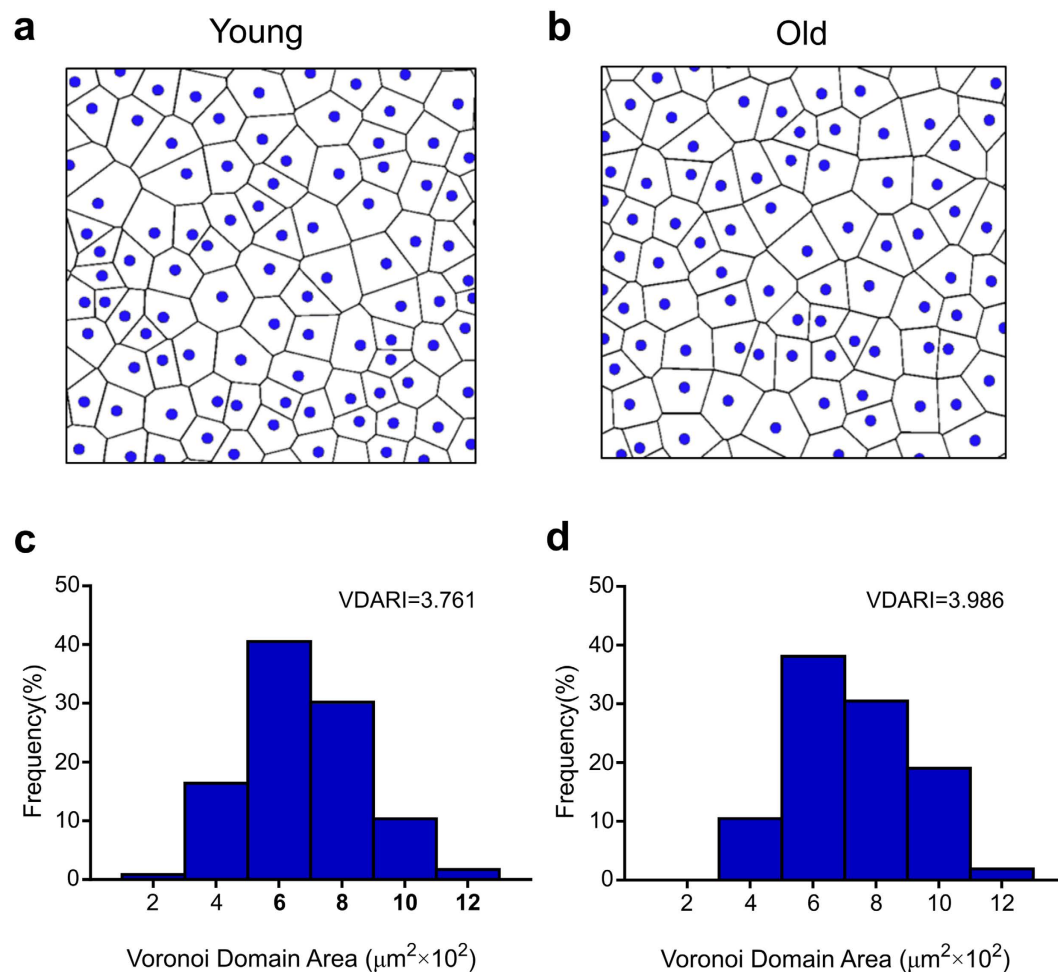 a
Young
b
Old
c
VDARI=3.761
Frequency(%)
50
40
30
20
10
0
2 4 6 8 10 12
Voronoi Domain Area (μm²×10²)
d
VDARI=3.986
Frequency(%)
50
40
30
20
10
0
2 4 6 8 10 12
Voronoi Domain Area (μm²×10²)